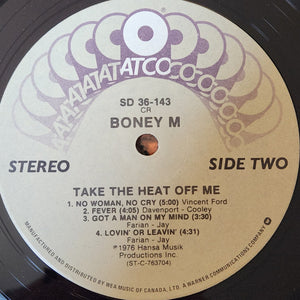 ATATATATCO
SD 36-143
CR
BONEY M
STEREO
SIDE TWO
TAKE THE HEAT OFF ME
1. NO WOMAN, NO CRY (5:00) Vincent Ford
2. FEVER (4:05) Davenport - Cooley
3. GOT A MAN ON MY MIND (3:30)
Farian - Jay
4. LOVIN' OR LEAVIN' (4:31)
Farian - Jay
℗1976 Hansa Musik
Productions Inc.
(ST-C-763704)
MANUFACTURED AND DISTRIBUTED BY WEA MUSIC OF CANADA, LTD. A WARNER COMMUNICATIONS COMPANY